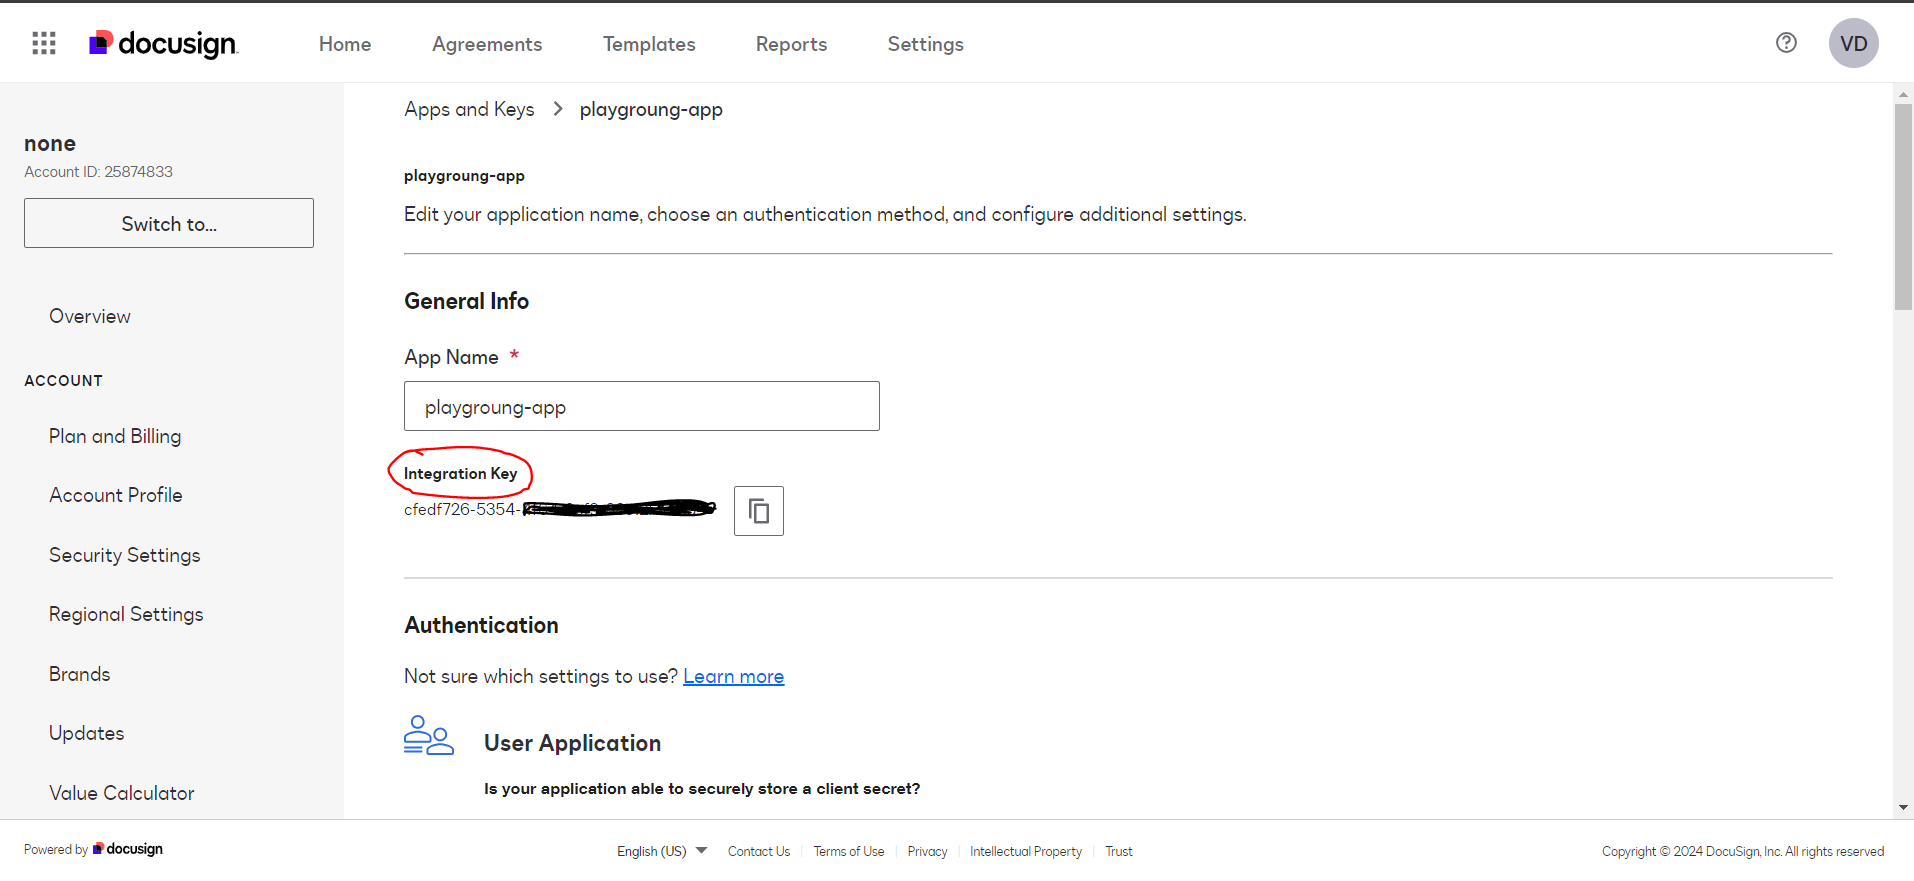 docusign
Home Agreements Templates Reports Settings
VD
none
Account ID: 25874833
Switch to...
Overview
ACCOUNT
Plan and Billing
Account Profile
Security Settings
Regional Settings
Brands
Updates
Value Calculator
Apps and Keys > playgroung-app
playgroung-app
Edit your application name, choose an authentication method, and configure additional settings.
General Info
App Name *
playgroung-app
Integration Key
cfedf726-5354-
Authentication
Not sure which settings to use? Learn more
User Application
Is your application able to securely store a client secret?
Powered by docusign
English (US) Contact Us Terms of Use Privacy Intellectual Property Trust
Copyright © 2024 DocuSign, Inc. All rights reserved